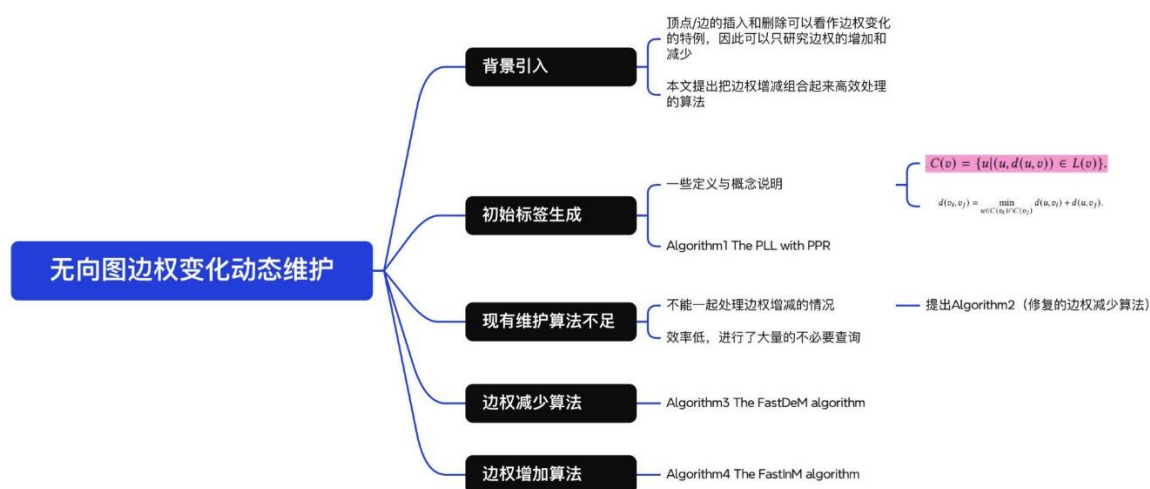 无向图边权变化动态维护
背景引入
顶点/边的插入和删除可以看作边权变化
的特例，因此可以只研究边权的增加和
减少
本文提出把边权增减组合起来高效处理
的算法
初始标签生成
一些定义与概念说明
C(v) = {u|(u, d(u, v)) ∈ L(v)}.
d(v_i, v_j) = min_{u∈C(v_i)∩C(v_j)} d(u, v_i) + d(u, v_j).
Algorithm1 The PLL with PPR
现有维护算法不足
不能一起处理边权增减的情况
提出Algorithm2（修复的边权减少算法）
效率低，进行了大量的不必要查询
边权减少算法
Algorithm3 The FastDeM algorithm
边权增加算法
Algorithm4 The FastInM algorithm